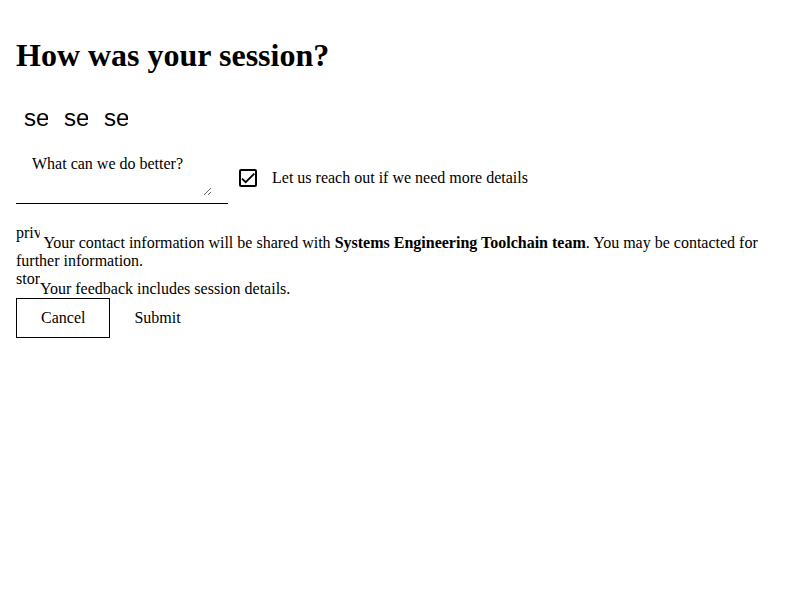 How was your session?
se se se
What can we do better?
Let us reach out if we need more details
priv Your contact information will be shared with Systems Engineering Toolchain team. You may be contacted for
further information.
stor Your feedback includes session details.
Cancel Submit